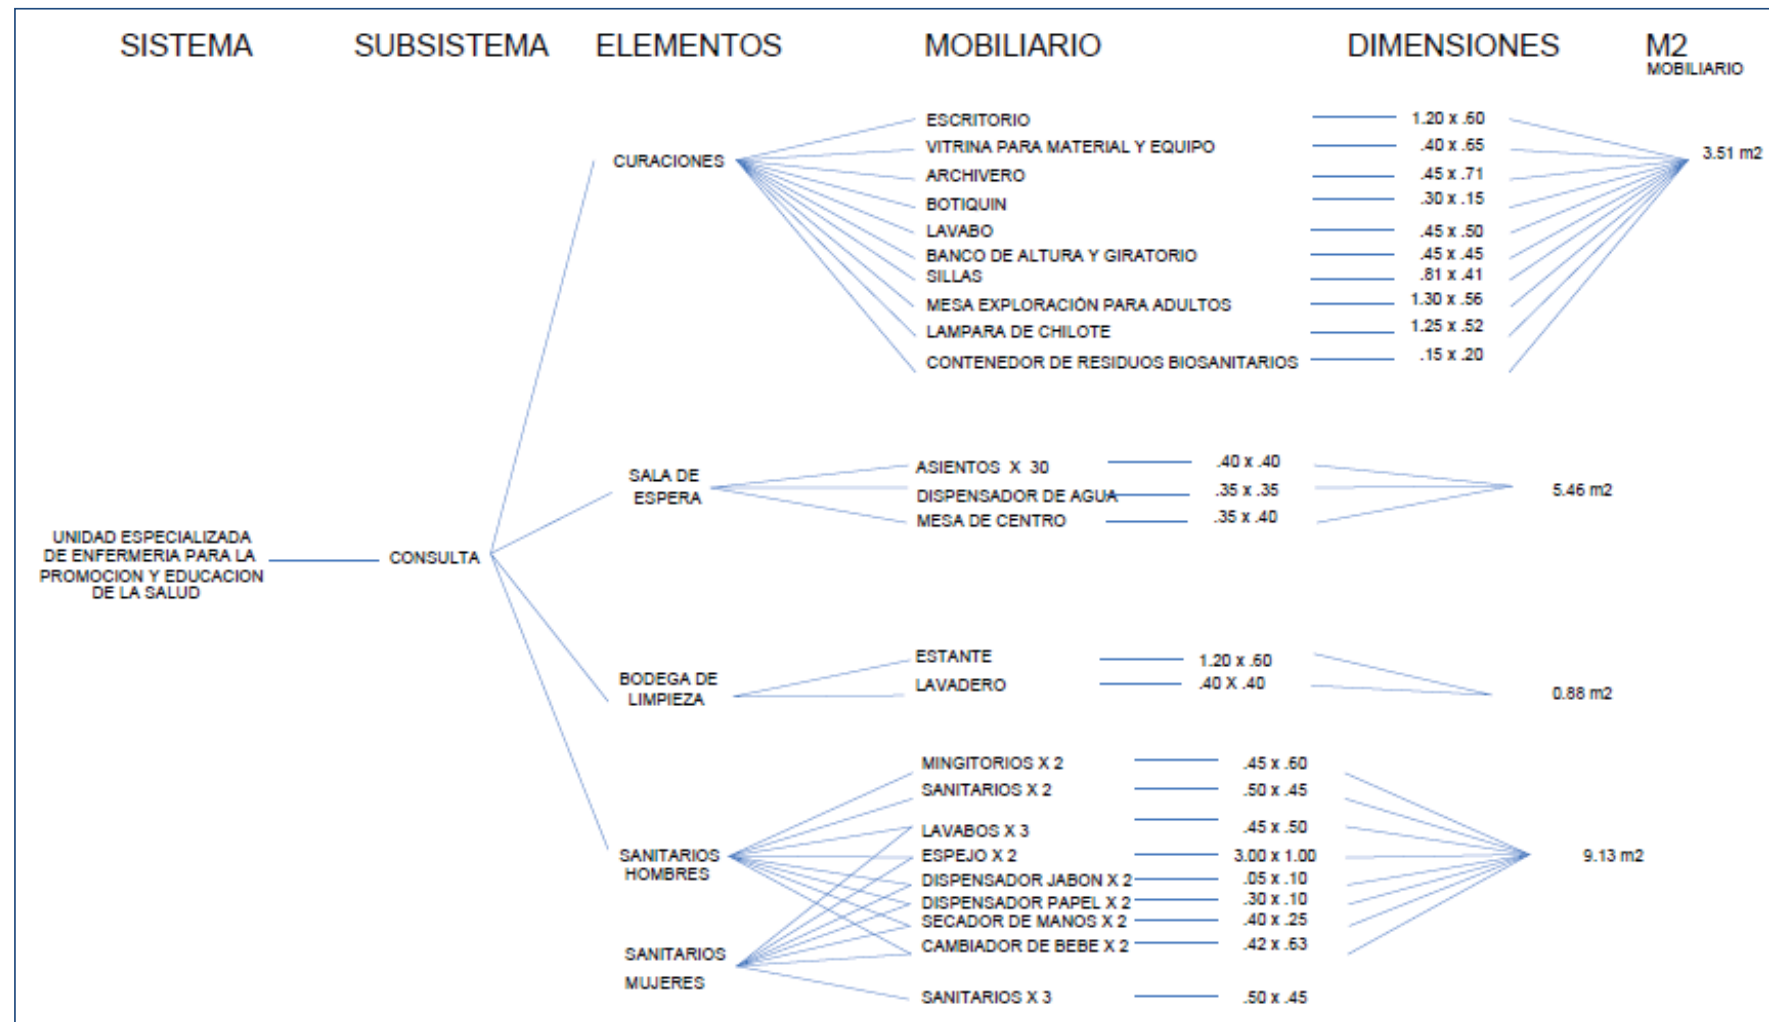 SISTEMA SUBSISTEMA ELEMENTOS MOBILIARIO DIMENSIONES M2
MOBILIARIO
UNIDAD ESPECIALIZADA
DE ENFERMERIA PARA LA
PROMOCION Y EDUCACION
DE LA SALUD
CONSULTA
CURACIONES
ESCRITORIO 1.20 x .60
VITRINA PARA MATERIAL Y EQUIPO .40 x .65
ARCHIVERO .45 x .71
BOTIQUIN .30 x .15
LAVABO .45 x .50
BANCO DE ALTURA Y GIRATORIO .45 x .45
SILLAS .81 x .41
MESA EXPLORACIÓN PARA ADULTOS 1.30 x .56
LAMPARA DE CHILOTE 1.25 x .52
CONTENEDOR DE RESIDUOS BIOSANITARIOS .15 x .20
3.51 m2
SALA DE
ESPERA
ASIENTOS X 30 .40 x .40
DISPENSADOR DE AGUA .35 x .35
MESA DE CENTRO .35 x .40
5.46 m2
BODEGA DE
LIMPIEZA
ESTANTE 1.20 x .60
LAVADERO .40 X .40
0.88 m2
SANITARIOS
HOMBRES
SANITARIOS
MUJERES
MINGITORIOS X 2 .45 x .60
SANITARIOS X 2 .50 x .45
LAVABOS X 3 .45 x .50
ESPEJO X 2 3.00 x 1.00
DISPENSADOR JABON X 2 .05 x .10
DISPENSADOR PAPEL X 2 .30 x .10
SECADOR DE MANOS X 2 .40 x .25
CAMBIADOR DE BEBE X 2 .42 x .63
SANITARIOS X 3 .50 x .45
9.13 m2